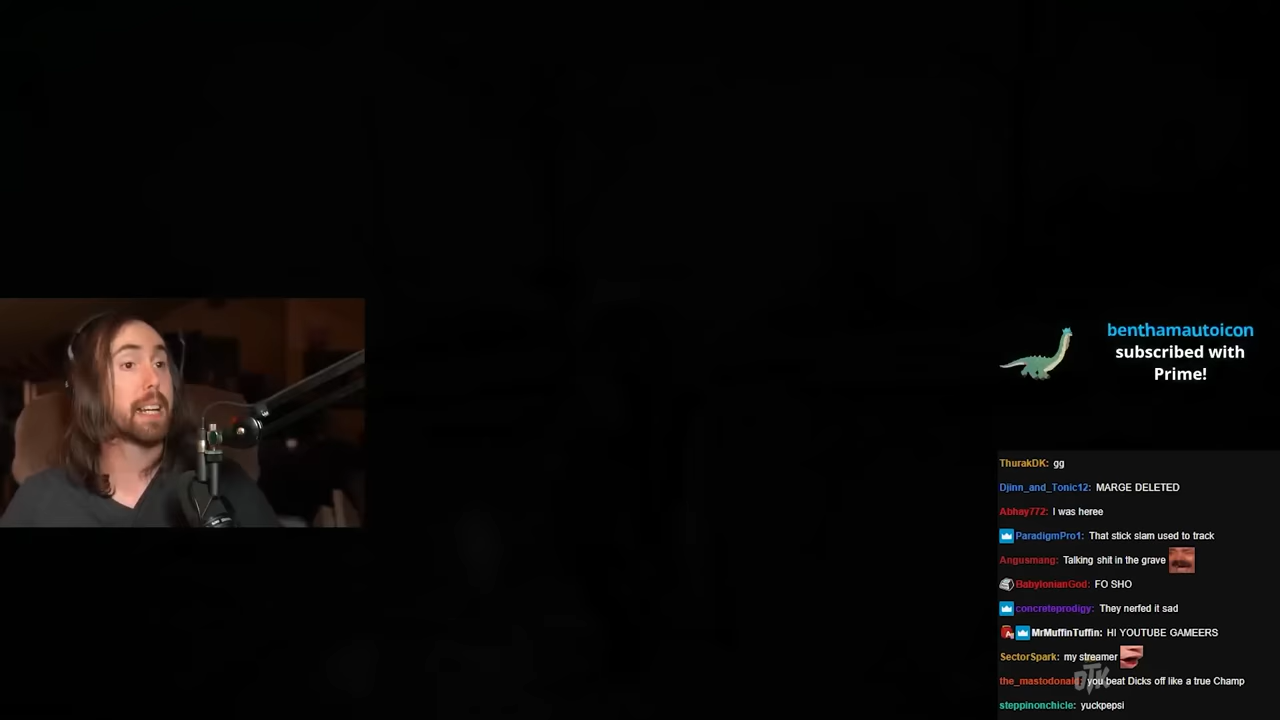 benthamautoicon
subscribed with
Prime!
ThurakDK: gg
Djinn_and_Tonic12: MARGE DELETED
Abhay772: I was heree
ParadigmPro1: That stick slam used to track
Angusmang: Talking shit in the grave
BabylonianGod: FO SHO
concreteprodigy: They nerfed it sad
MrMuffinTuffin: HI YOUTUBE GAMEERS
SectorSpark: my streamer
the_mastodonald: you beat Dicks off like a true Champ
OTK
steppinonchicle: yuckpepsi